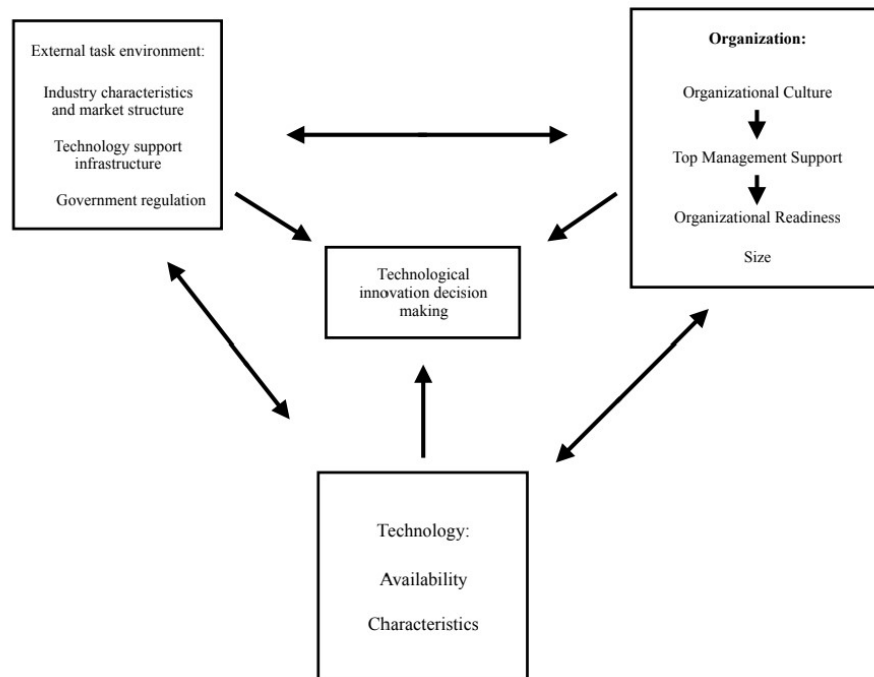 External task environment:
Industry characteristics
and market structure
Technology support
infrastructure
Government regulation
Organization:
Organizational Culture
Top Management Support
Organizational Readiness
Size
Technological
innovation decision
making
Technology:
Availability
Characteristics